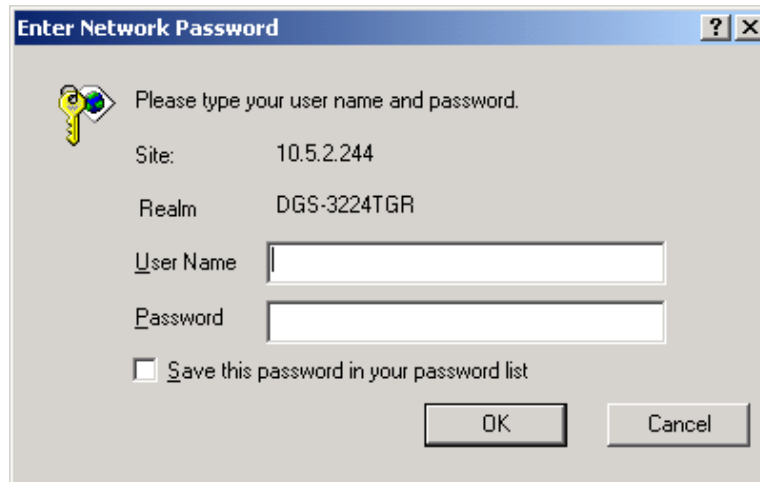 Enter Network Password
Please type your user name and password.
Site: 10.5.2.244
Realm DGS-3224TGR
User Name
Password
Save this password in your password list
OK Cancel